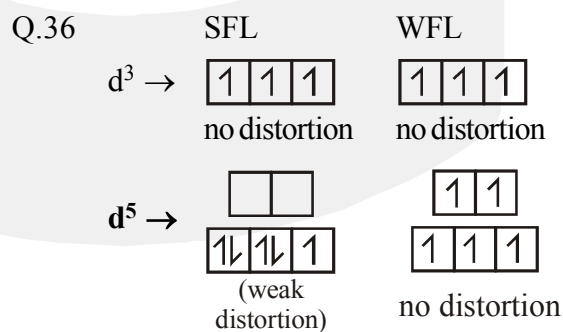 Q.36 SFL WFL
d³ → 1 1 1 1 1 1
no distortion no distortion
1 1
d⁵ → 1⇂ 1⇂ 1 1 1 1
(weak
distortion) no distortion